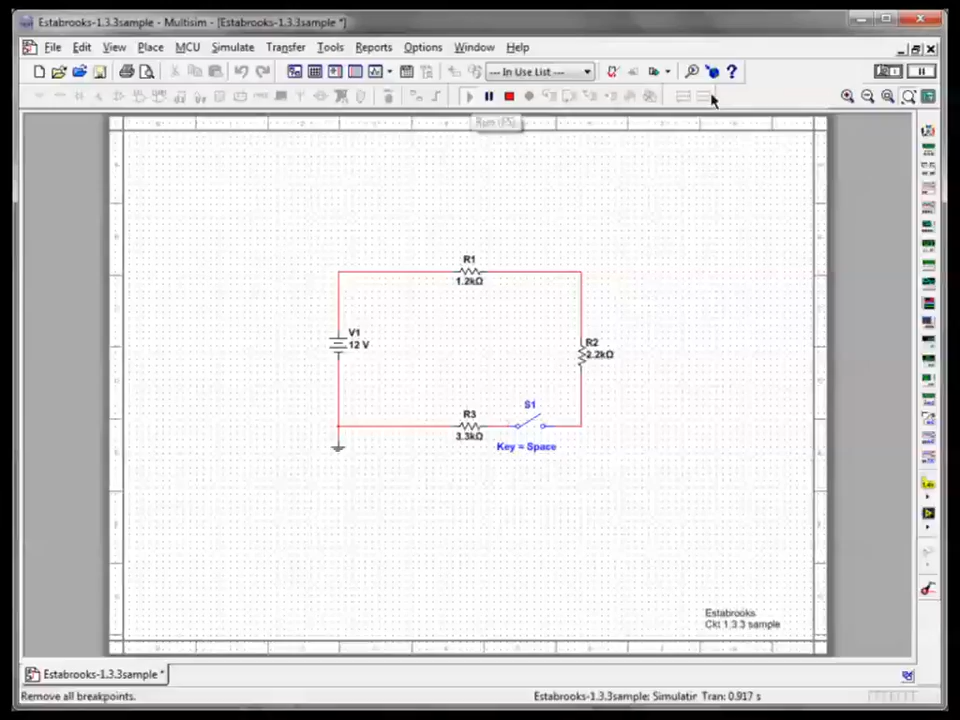 Estabrooks-1.3.3sample - Multisim - [Estabrooks-1.3.3sample *]
File Edit View Place MCU Simulate Transfer Tools Reports Options Window Help
--- In Use List ---
Run (F5)
R1
1.2kΩ
V1
12 V
R2
2.2kΩ
S1
R3
3.3kΩ
Key = Space
Estabrooks
Ckt 1.3.3 sample
Estabrooks-1.3.3sample *
Remove all breakpoints.
Estabrooks-1.3.3sample: Simulatir Tran: 0.917 s